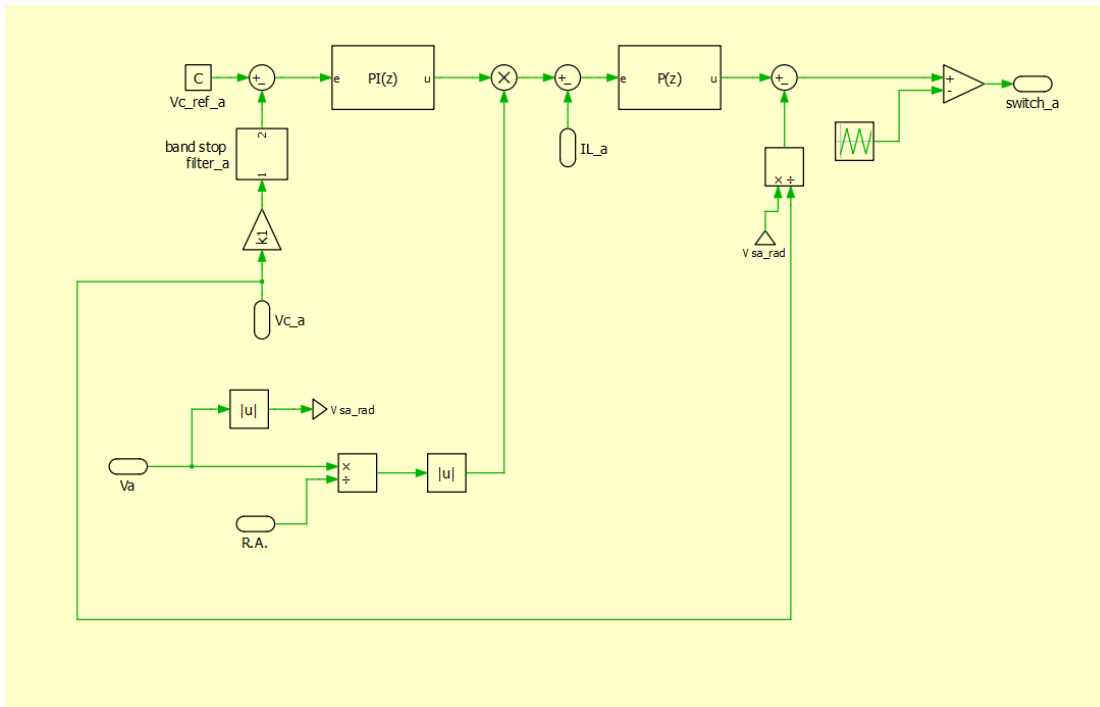 C
Vc_ref_a
+
-
e
PI(z)
u
×
+
-
e
P(z)
u
+
-
+
-
switch_a
band stop
filter_a
2
1
IL_a
× ÷
V sa_rad
k1
Vc_a
|u|
V sa_rad
Va
×
÷
|u|
R.A.